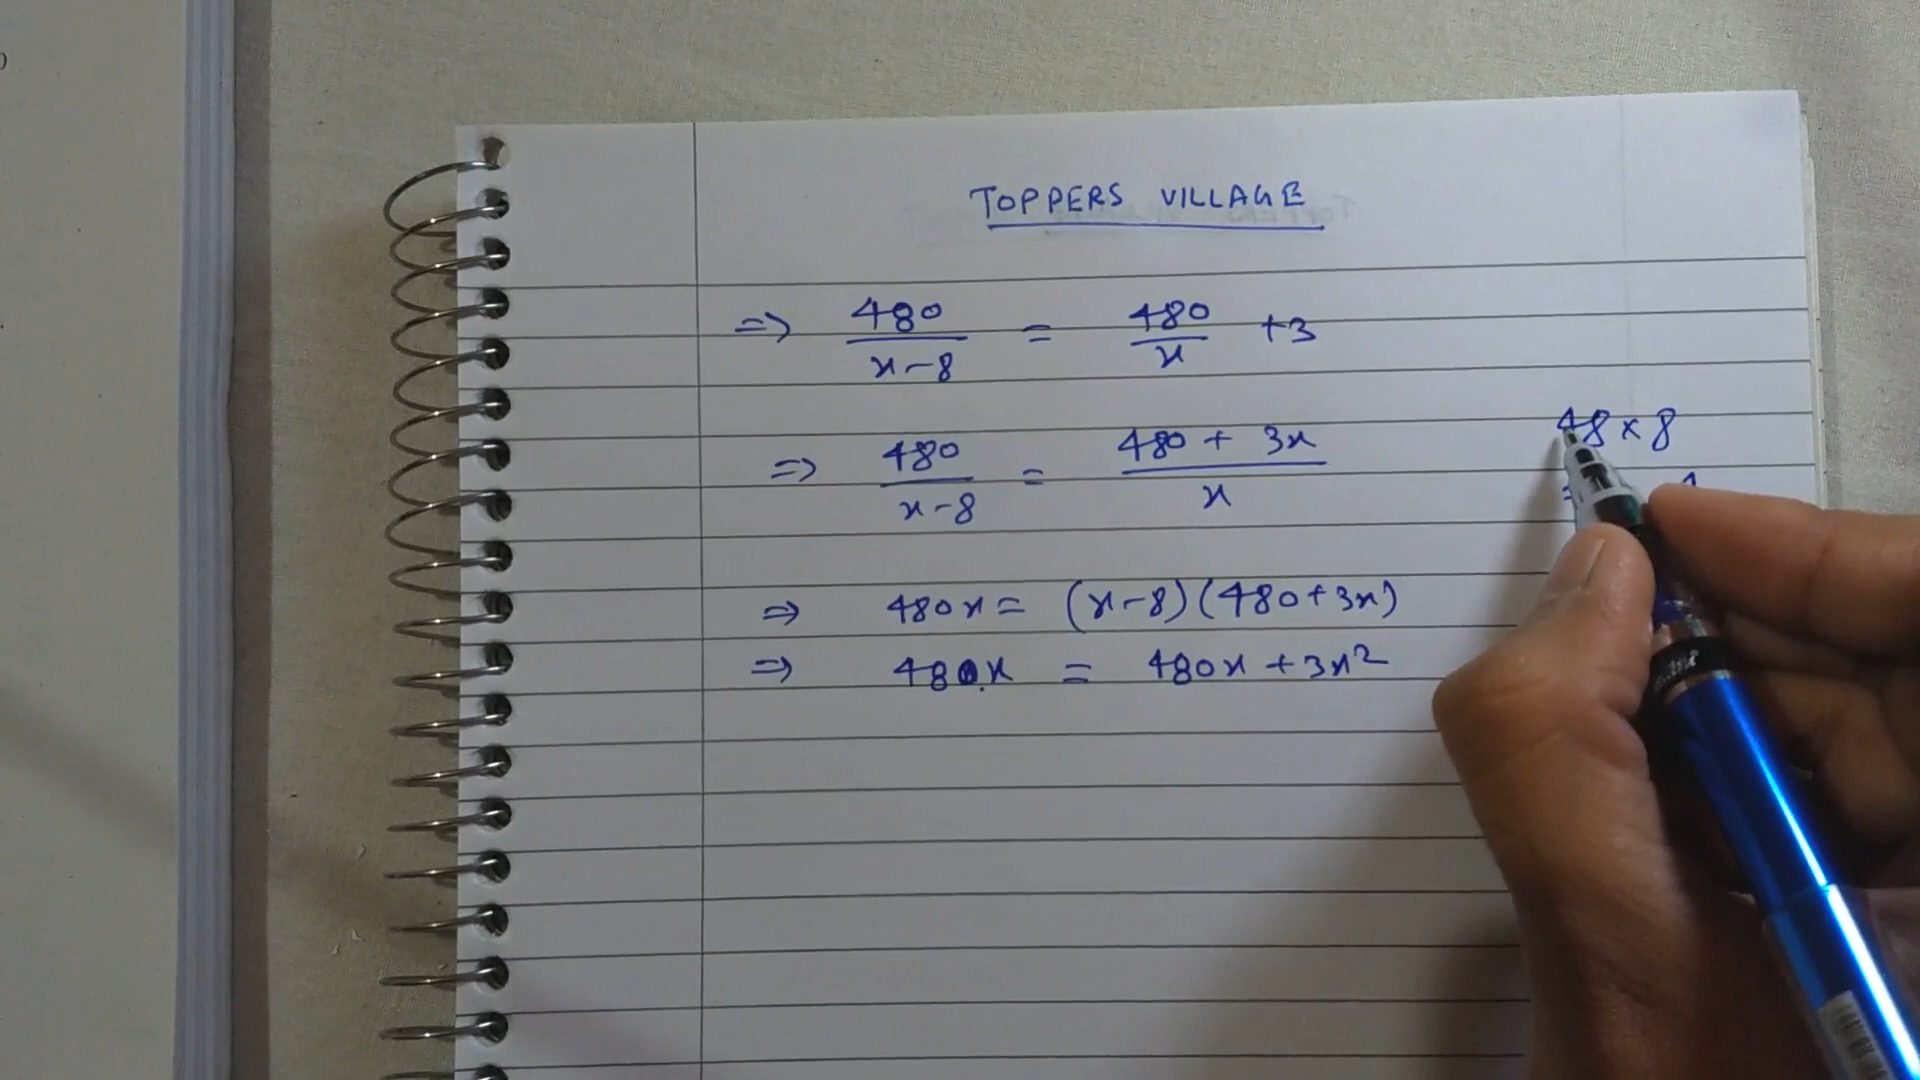 TOPPERS VILLAGE
=> 480/(x-8) = 480/x + 3
=> 480/(x-8) = (480 + 3x)/x
48 × 8
=> 480x = (x-8)(480+3x)
=> 480x = 480x + 3x²